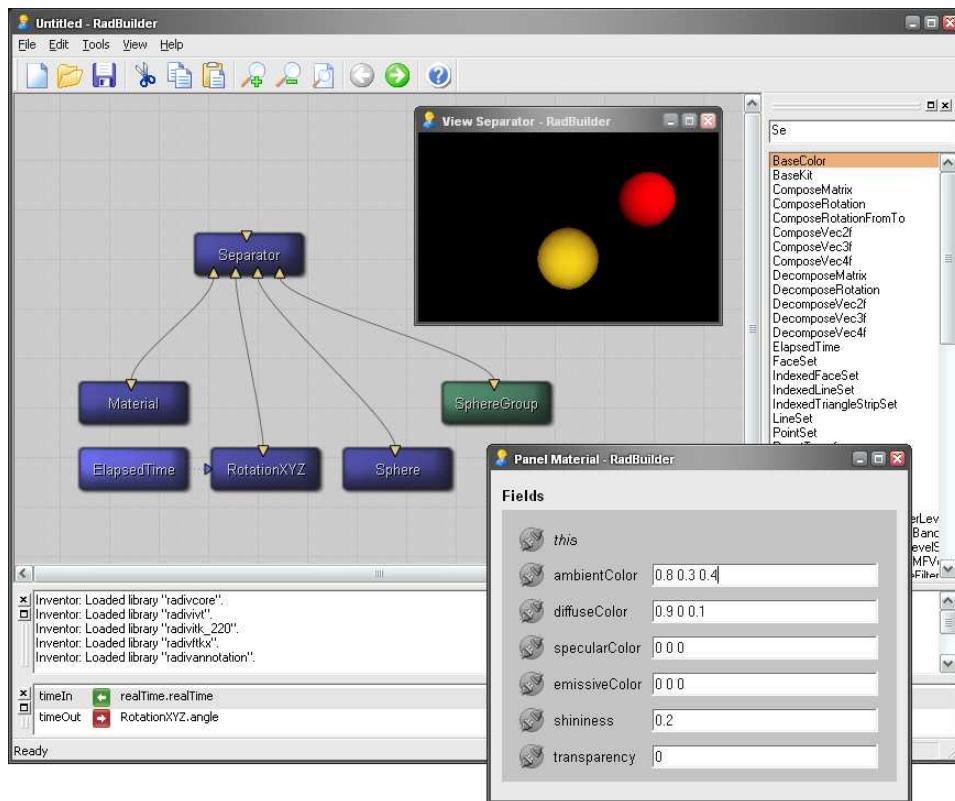 Untitled - RadBuilder
File Edit Tools View Help
View Separator - RadBuilder
Se
BaseColor
BaseKit
ComposeMatrix
ComposeRotation
ComposeRotationFromTo
ComposeVec2f
ComposeVec3f
ComposeVec4f
DecomposeMatrix
DecomposeRotation
DecomposeVec2f
DecomposeVec3f
DecomposeVec4f
ElapsedTime
FaceSet
IndexedFaceSet
IndexedLineSet
IndexedTriangleStripSet
LineSet
PointSet
Separator
Material
SphereGroup
ElapsedTime
RotationXYZ
Sphere
Panel Material - RadBuilder
Fields
this
ambientColor 0.8 0.3 0.4
diffuseColor 0.9 0 0.1
specularColor 0 0 0
emissiveColor 0 0 0
shininess 0.2
transparency 0
Inventor: Loaded library "radivcore".
Inventor: Loaded library "radivivt".
Inventor: Loaded library "radivitk_220".
Inventor: Loaded library "radivftkx".
Inventor: Loaded library "radivannotation".
timeIn realTime.realTime
timeOut RotationXYZ.angle
Ready